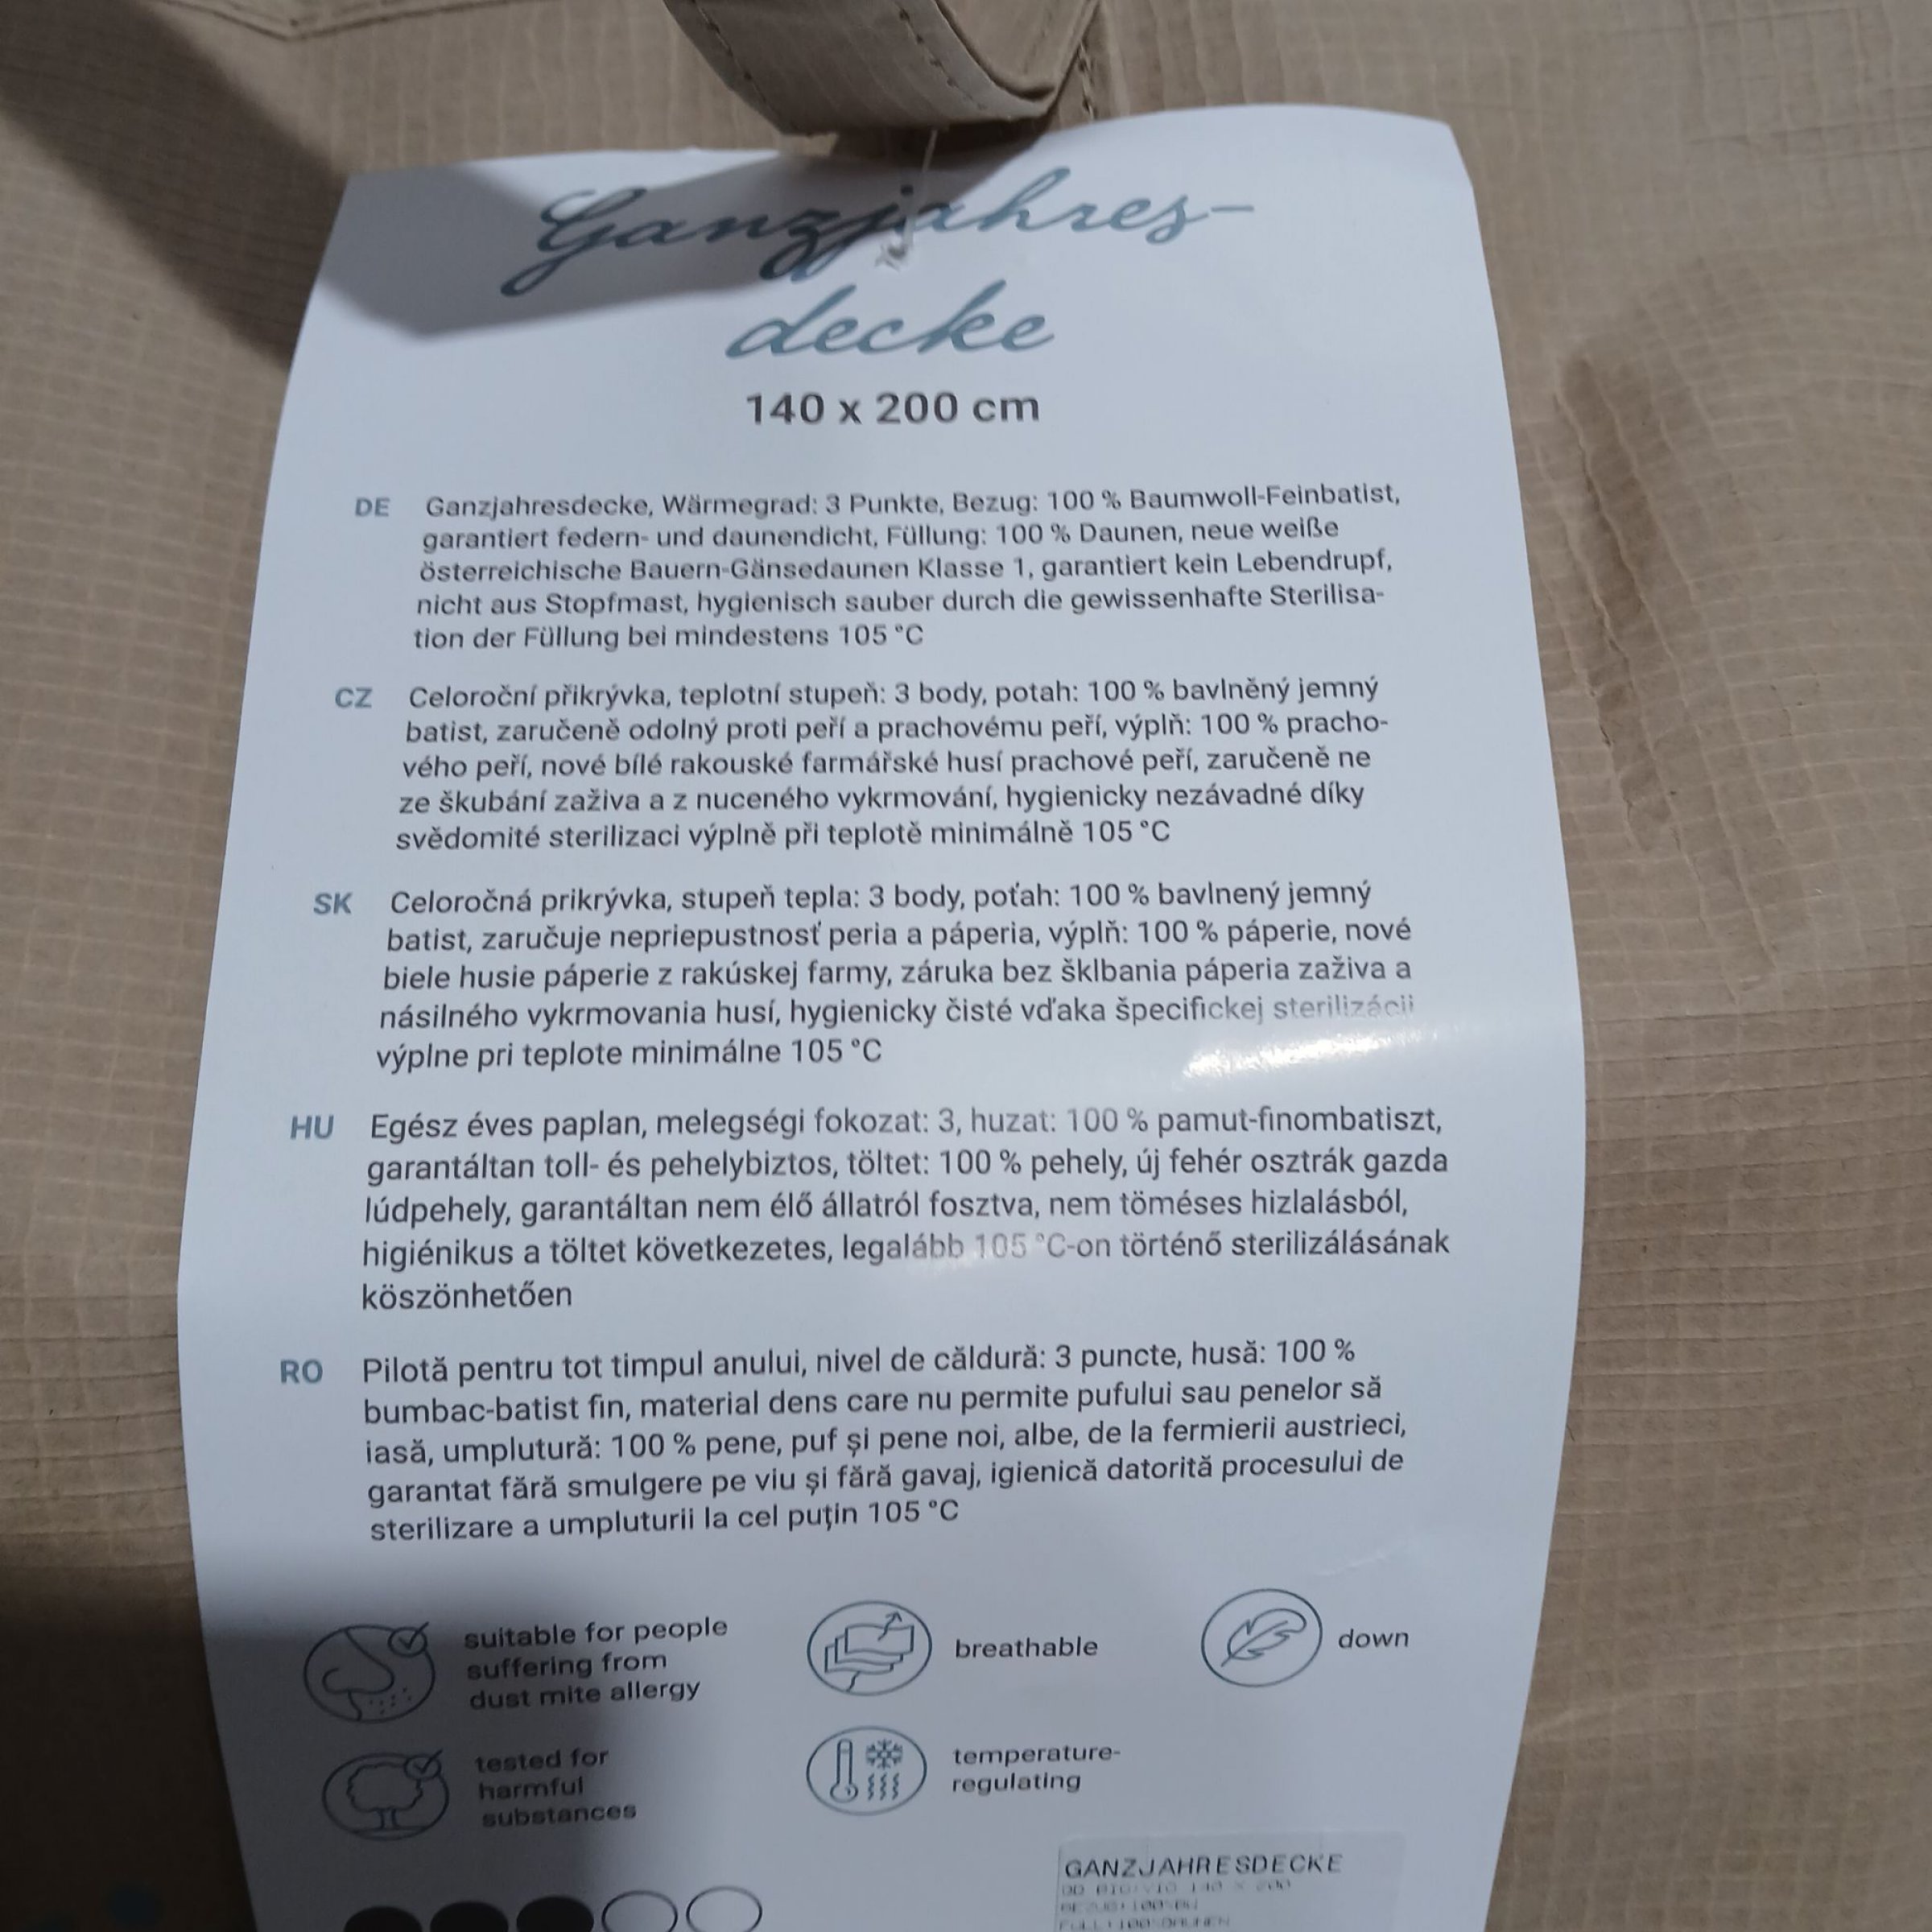 Ganzjahres-
decke
140 x 200 cm
DE Ganzjahresdecke, Wärmegrad: 3 Punkte, Bezug: 100 % Baumwoll-Feinbatist,
garantiert federn- und daunendicht, Füllung: 100 % Daunen, neue weiße
österreichische Bauern-Gänsedaunen Klasse 1, garantiert kein Lebendrupf,
nicht aus Stopfmast, hygienisch sauber durch die gewissenhafte Sterilisa-
tion der Füllung bei mindestens 105 °C
CZ Celoroční přikrývka, teplotní stupeň: 3 body, potah: 100 % bavlněný jemný
batist, zaručeně odolný proti peří a prachovému peří, výplň: 100 % pracho-
vého peří, nové bílé rakouské farmářské husí prachové peří, zaručeně ne
ze škubání zaživa a z nuceného vykrmování, hygienicky nezávadné díky
svědomité sterilizaci výplně při teplotě minimálně 105 °C
SK Celoročná prikrývka, stupeň tepla: 3 body, poťah: 100 % bavlnený jemný
batist, zaručuje nepriepustnosť peria a páperia, výplň: 100 % páperie, nové
biele husie páperie z rakúskej farmy, záruka bez šklbania páperia zaživa a
násilného vykrmovania husí, hygienicky čisté vďaka špecifickej sterilizácii
výplne pri teplote minimálne 105 °C
HU Egész éves paplan, melegségi fokozat: 3, huzat: 100 % pamut-finombatiszt,
garantáltan toll- és pehelybiztos, töltet: 100 % pehely, új fehér osztrák gazda
lúdpehely, garantáltan nem élő állatról fosztva, nem töméses hizlalásból,
higiénikus a töltet következetes, legalább 105 °C-on történő sterilizálásának
köszönhetően
RO Pilotă pentru tot timpul anului, nivel de căldură: 3 puncte, husă: 100 %
bumbac-batist fin, material dens care nu permite pufului sau penelor să
iasă, umplutură: 100 % pene, puf și pene noi, albe, de la fermierii austrieci,
garantat fără smulgere pe viu și fără gavaj, igienică datorită procesului de
sterilizare a umpluturii la cel puțin 105 °C
suitable for people
suffering from
dust mite allergy
breathable
down
tested for
harmful
substances
temperature-
regulating
GANZJAHRESDECKE
140 x 200